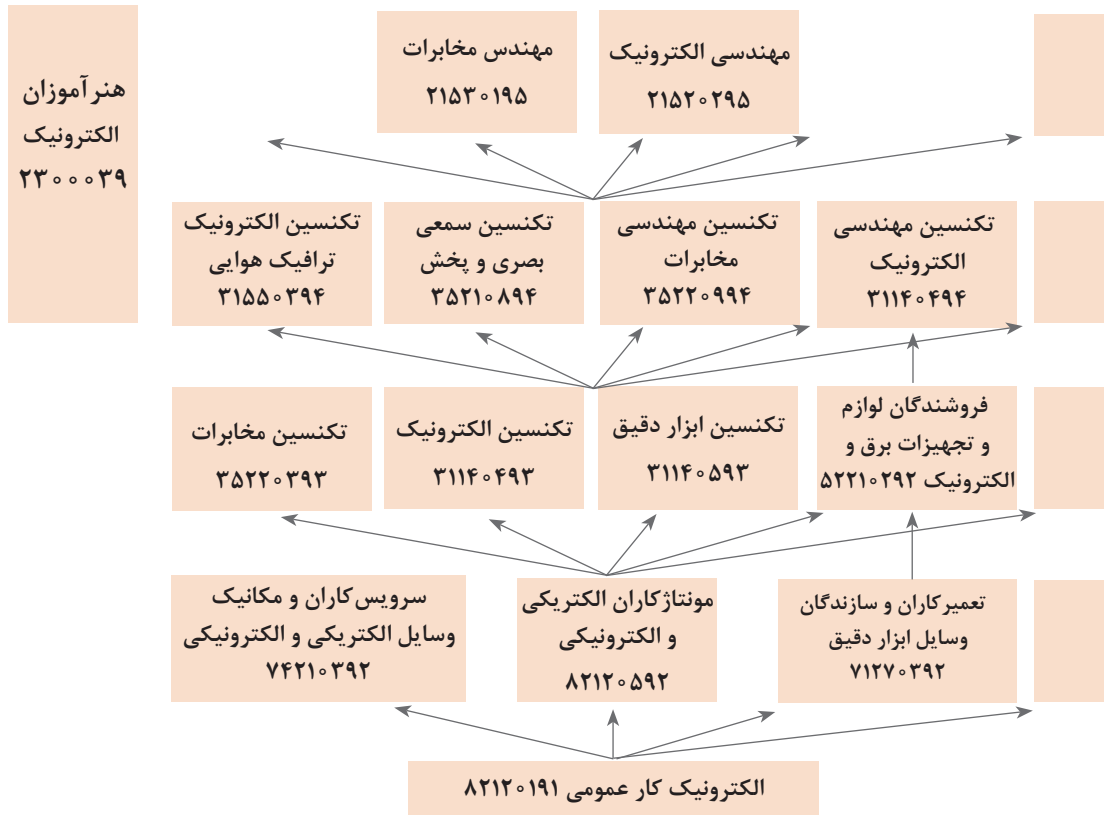 مهندسی الکترونیک
۲۱۵۲۰۲۹۵
مهندس مخابرات
۲۱۵۳۰۱۹۵
هنرآموزان
الکترونیک
۲۳۰۰۰۳۹
تکنسین مهندسی
الکترونیک
۳۱۱۴۰۴۹۴
تکنسین مهندسی
مخابرات
۳۵۲۲۰۹۹۴
تکنسین سمعی
بصری و پخش
۳۵۲۱۰۸۹۴
تکنسین الکترونیک
ترافیک هوایی
۳۱۵۵۰۳۹۴
فروشندگان لوازم
و تجهیزات برق و
الکترونیک ۵۲۲۱۰۲۹۲
تکنسین ابزار دقیق
۳۱۱۴۰۵۹۳
تکنسین الکترونیک
۳۱۱۴۰۴۹۳
تکنسین مخابرات
۳۵۲۲۰۳۹۳
تعمیرکاران و سازندگان
وسایل ابزار دقیق
۷۱۲۷۰۳۹۲
مونتاژکاران الکتریکی
و الکترونیکی
۸۲۱۲۰۵۹۲
سرویس‌کاران و مکانیک
وسایل الکتریکی و الکترونیکی
۷۴۲۱۰۳۹۲
الکترونیک کار عمومی ۸۲۱۲۰۱۹۱